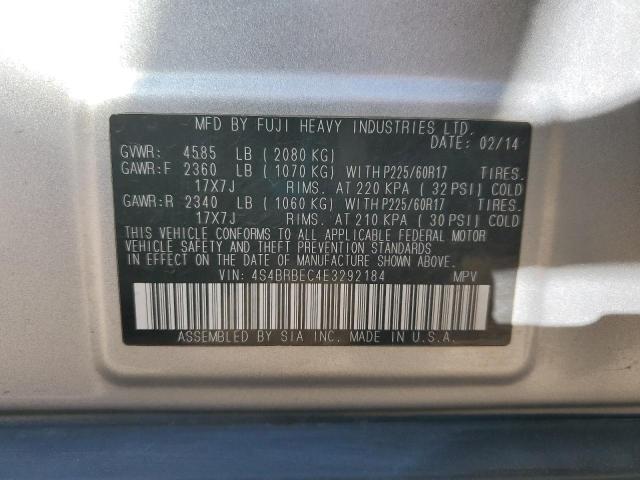 MFD BY FUJI HEAVY INDUSTRIES LTD.
DATE: 02/14
GVWR: 4585 LB ( 2080 KG)
GAWR:F 2360 LB ( 1070 KG) WITH P225/60R17 TIRES.
17X7J RIMS. AT 220 KPA ( 32 PSI) COLD
GAWR:R 2340 LB ( 1060 KG) WITH P225/60R17 TIRES.
17X7J RIMS. AT 210 KPA ( 30 PSI) COLD
THIS VEHICLE CONFORMS TO ALL APPLICABLE FEDERAL MOTOR
VEHICLE SAFETY AND THEFT PREVENTION STANDARDS
IN EFFECT ON THE DATE OF MANUFACTURE SHOWN ABOVE.
VIN: 4S4BRBEC4E3292184 MPV
ASSEMBLED BY SIA INC. MADE IN U.S.A.